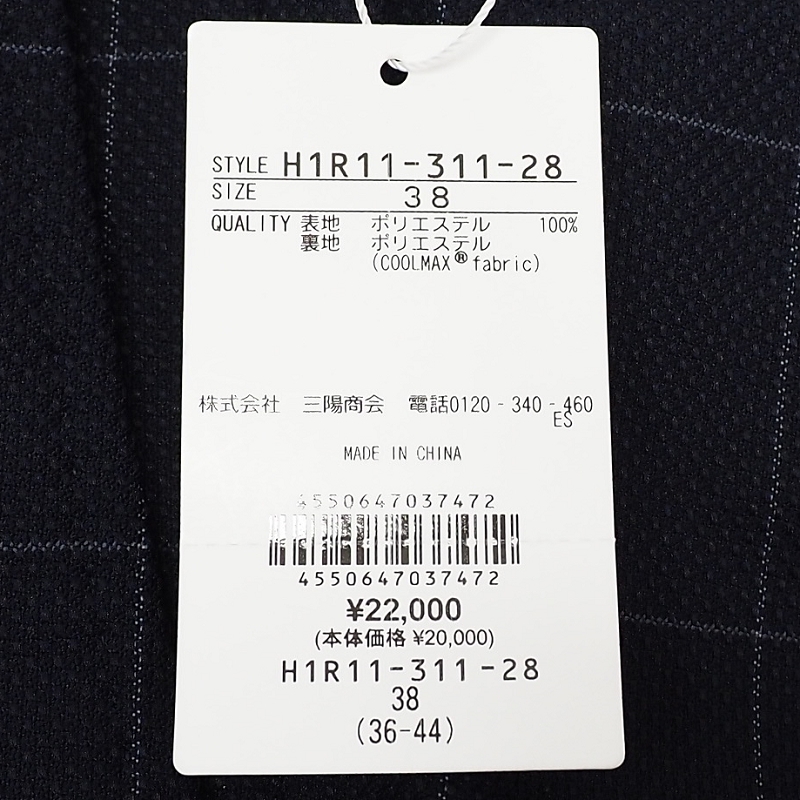 STYLE H1R11-311-28
SIZE 38
QUALITY 表地 ポリエステル 100%
裏地 ポリエステル
(COOLMAX®fabric)
株式会社 三陽商会 電話0120-340-460
ES
MADE IN CHINA
4550647037472
4550647037472
¥22,000
(本体価格 ¥20,000)
H1R11-311-28
38
(36-44)